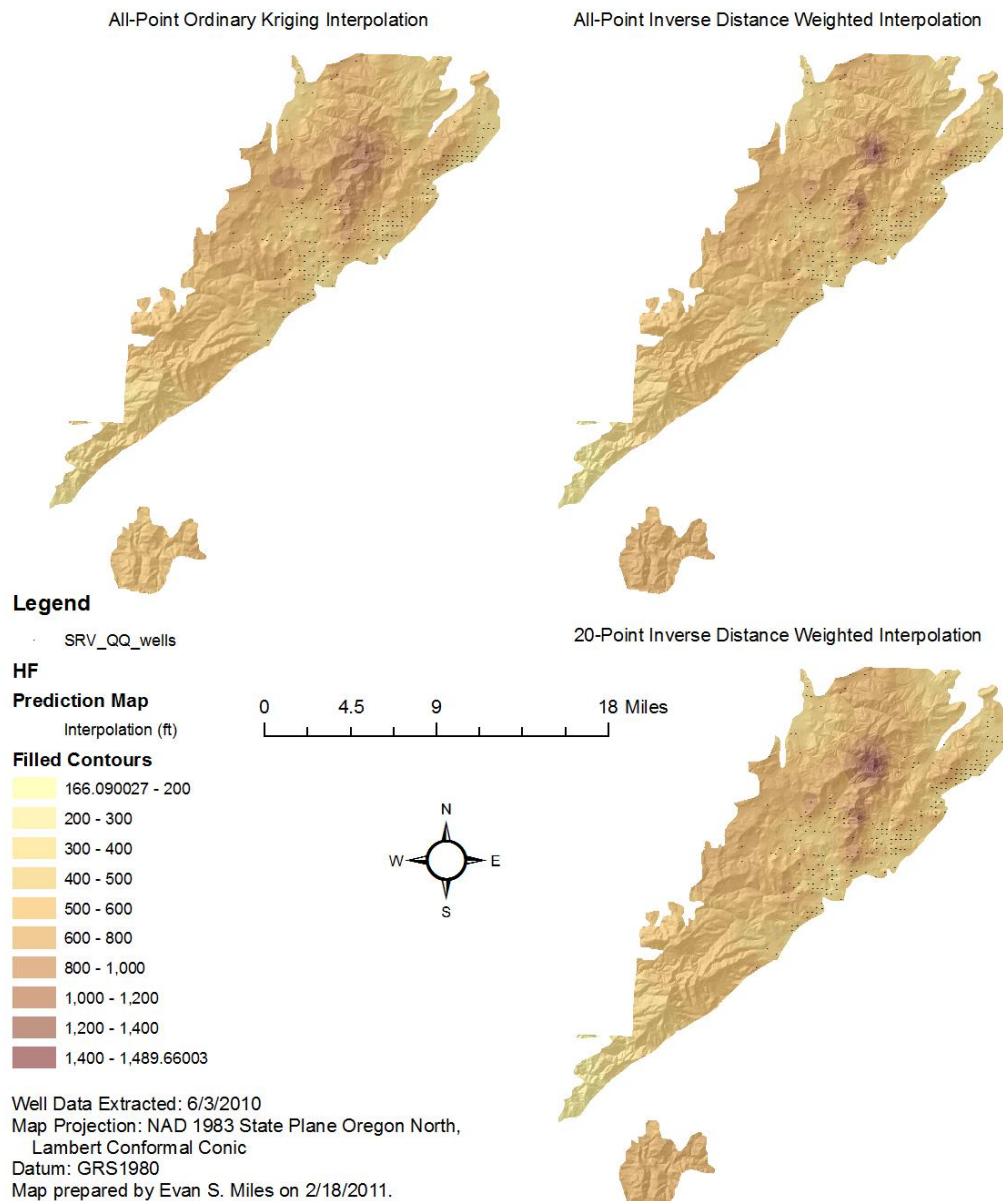 All-Point Ordinary Kriging Interpolation
All-Point Inverse Distance Weighted Interpolation
Legend
SRV_QQ_wells
HF
Prediction Map
Interpolation (ft)
Filled Contours
166.090027 - 200
200 - 300
300 - 400
400 - 500
500 - 600
600 - 800
800 - 1,000
1,000 - 1,200
1,200 - 1,400
1,400 - 1,489.66003
0 4.5 9 18 Miles
N
W E
S
20-Point Inverse Distance Weighted Interpolation
Well Data Extracted: 6/3/2010
Map Projection: NAD 1983 State Plane Oregon North,
Lambert Conformal Conic
Datum: GRS1980
Map prepared by Evan S. Miles on 2/18/2011.